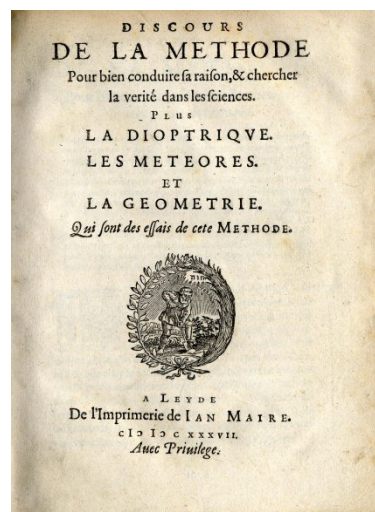 DISCOURS
DE LA METHODE
Pour bien conduire ſa raiſon, & chercher
la verité dans les ſciences.
PLUS
LA DIOPTRIQVE.
LES METEORES.
ET
LA GEOMETRIE.
Qui ſont des eſſais de cete METHODE.
A LEYDE
De l'Imprimerie de IAN MAIRE.
cIↄ Iↄ c xxxvii.
Auec Priuilege.